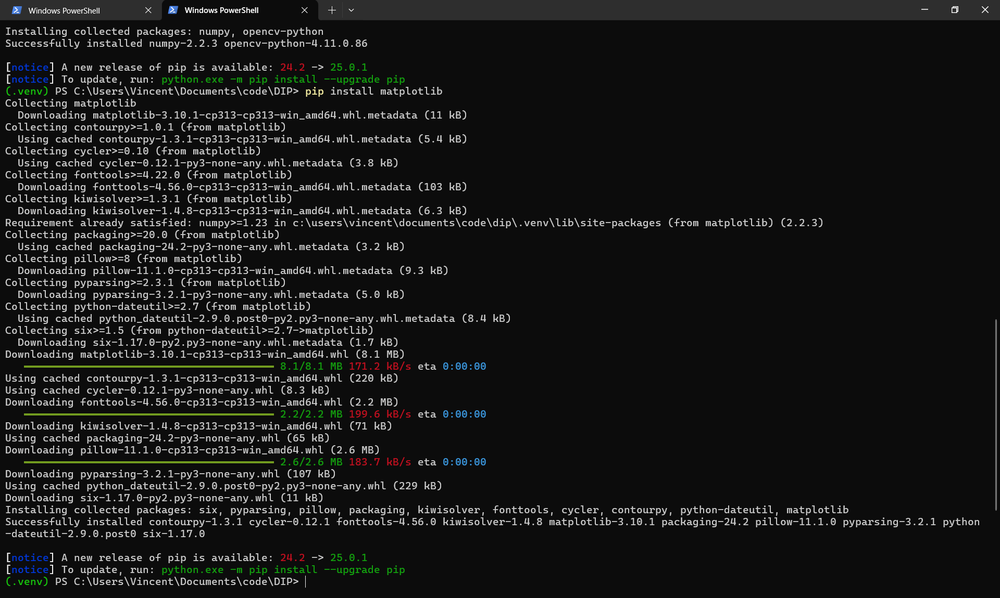 Windows PowerShell
Windows PowerShell
Installing collected packages: numpy, opencv-python
Successfully installed numpy-2.2.3 opencv-python-4.11.0.86
[notice] A new release of pip is available: 24.2 -> 25.0.1
[notice] To update, run: python.exe -m pip install --upgrade pip
(.venv) PS C:\Users\Vincent\Documents\code\DIP> pip install matplotlib
Collecting matplotlib
  Downloading matplotlib-3.10.1-cp313-cp313-win_amd64.whl.metadata (11 kB)
Collecting contourpy>=1.0.1 (from matplotlib)
  Using cached contourpy-1.3.1-cp313-cp313-win_amd64.whl.metadata (5.4 kB)
Collecting cycler>=0.10 (from matplotlib)
  Using cached cycler-0.12.1-py3-none-any.whl.metadata (3.8 kB)
Collecting fonttools>=4.22.0 (from matplotlib)
  Downloading fonttools-4.56.0-cp313-cp313-win_amd64.whl.metadata (103 kB)
Collecting kiwisolver>=1.3.1 (from matplotlib)
  Downloading kiwisolver-1.4.8-cp313-cp313-win_amd64.whl.metadata (6.3 kB)
Requirement already satisfied: numpy>=1.23 in c:\users\vincent\documents\code\dip\.venv\lib\site-packages (from matplotlib) (2.2.3)
Collecting packaging>=20.0 (from matplotlib)
  Using cached packaging-24.2-py3-none-any.whl.metadata (3.2 kB)
Collecting pillow>=8 (from matplotlib)
  Downloading pillow-11.1.0-cp313-cp313-win_amd64.whl.metadata (9.3 kB)
Collecting pyparsing>=2.3.1 (from matplotlib)
  Downloading pyparsing-3.2.1-py3-none-any.whl.metadata (5.0 kB)
Collecting python-dateutil>=2.7 (from matplotlib)
  Using cached python_dateutil-2.9.0.post0-py2.py3-none-any.whl.metadata (8.4 kB)
Collecting six>=1.5 (from python-dateutil>=2.7->matplotlib)
  Downloading six-1.17.0-py2.py3-none-any.whl.metadata (1.7 kB)
Downloading matplotlib-3.10.1-cp313-cp313-win_amd64.whl (8.1 MB)
8.1/8.1 MB 171.2 kB/s eta 0:00:00
Using cached contourpy-1.3.1-cp313-cp313-win_amd64.whl (220 kB)
Using cached cycler-0.12.1-py3-none-any.whl (8.3 kB)
Downloading fonttools-4.56.0-cp313-cp313-win_amd64.whl (2.2 MB)
2.2/2.2 MB 199.6 kB/s eta 0:00:00
Downloading kiwisolver-1.4.8-cp313-cp313-win_amd64.whl (71 kB)
Using cached packaging-24.2-py3-none-any.whl (65 kB)
Downloading pillow-11.1.0-cp313-cp313-win_amd64.whl (2.6 MB)
2.6/2.6 MB 183.7 kB/s eta 0:00:00
Downloading pyparsing-3.2.1-py3-none-any.whl (107 kB)
Using cached python_dateutil-2.9.0.post0-py2.py3-none-any.whl (229 kB)
Downloading six-1.17.0-py2.py3-none-any.whl (11 kB)
Installing collected packages: six, pyparsing, pillow, packaging, kiwisolver, fonttools, cycler, contourpy, python-dateutil, matplotlib
Successfully installed contourpy-1.3.1 cycler-0.12.1 fonttools-4.56.0 kiwisolver-1.4.8 matplotlib-3.10.1 packaging-24.2 pillow-11.1.0 pyparsing-3.2.1 python
-dateutil-2.9.0.post0 six-1.17.0
[notice] A new release of pip is available: 24.2 -> 25.0.1
[notice] To update, run: python.exe -m pip install --upgrade pip
(.venv) PS C:\Users\Vincent\Documents\code\DIP>